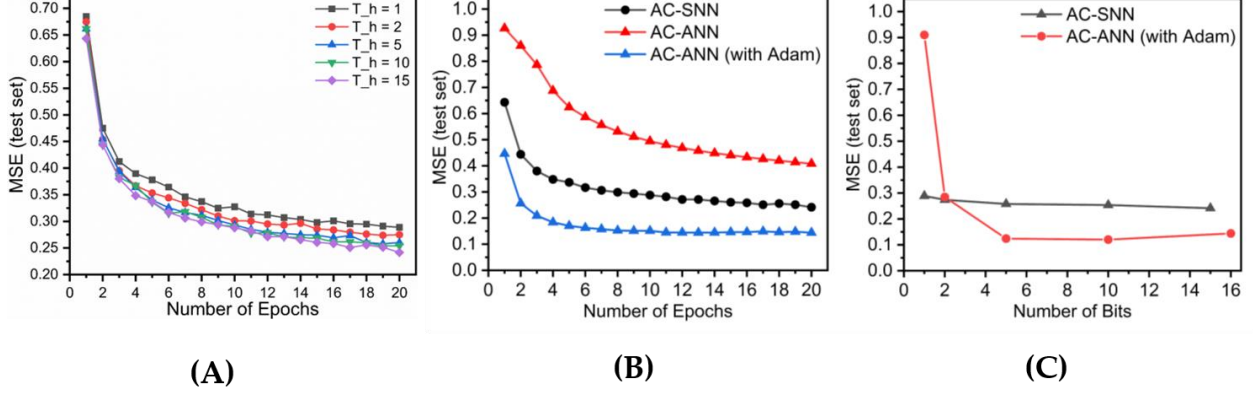 0.70
0.65
0.60
0.55
0.50
0.45
0.40
0.35
0.30
0.25
0.20
MSE (test set)
T_h = 1
T_h = 2
T_h = 5
T_h = 10
T_h = 15
0 2 4 6 8 10 12 14 16 18 20
Number of Epochs
(A)
1.0
0.9
0.8
0.7
0.6
0.5
0.4
0.3
0.2
0.1
0.0
MSE (test set)
AC-SNN
AC-ANN
AC-ANN (with Adam)
0 2 4 6 8 10 12 14 16 18 20
Number of Epochs
(B)
1.0
0.9
0.8
0.7
0.6
0.5
0.4
0.3
0.2
0.1
0.0
MSE (test set)
AC-SNN
AC-ANN (with Adam)
0 2 4 6 8 10 12 14 16
Number of Bits
(C)